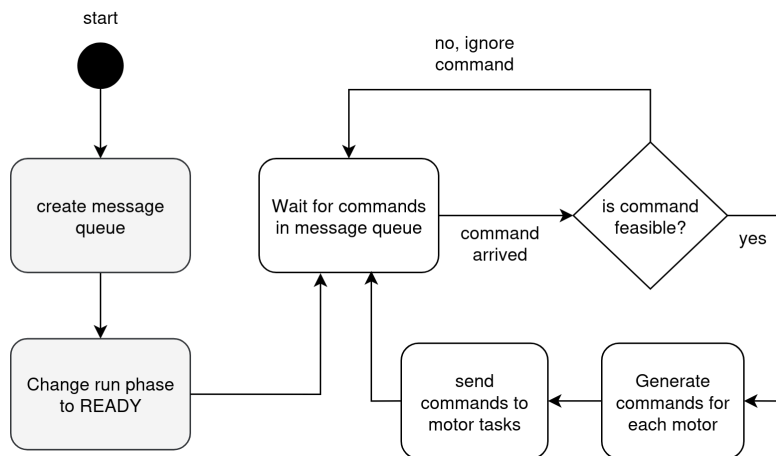 start
no, ignore
command
create message
queue
Wait for commands
in message queue
command
arrived
is command
feasible?
yes
Change run phase
to READY
send
commands to
motor tasks
Generate
commands for
each motor